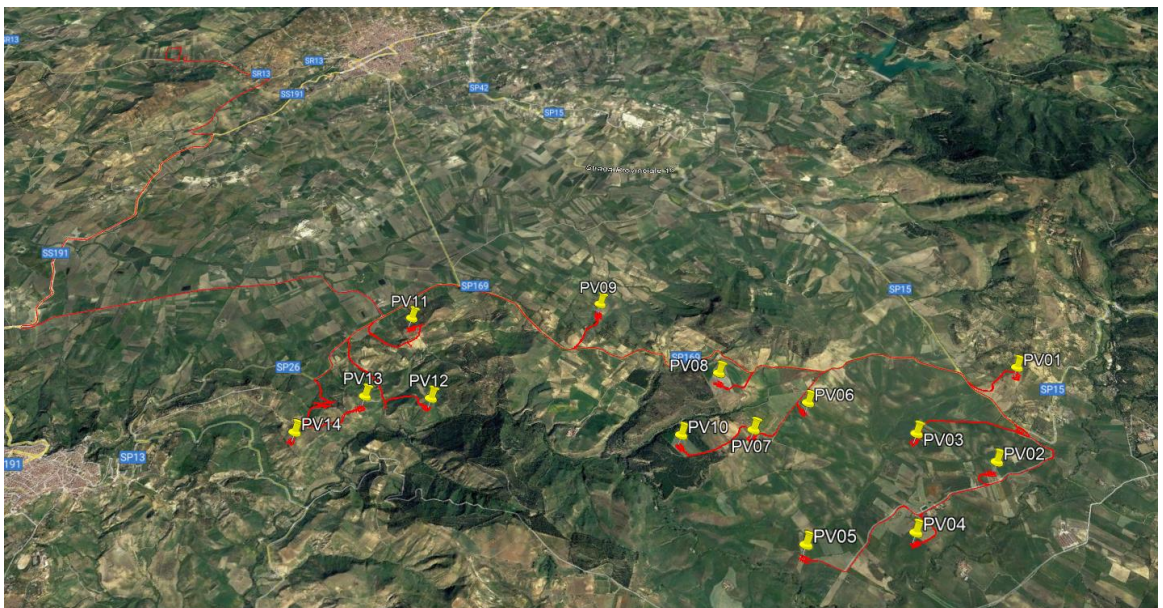 SR13
SR13
SR13
SS191
SP42
SP15
SS191
SP169
PV09
PV11
SP15
SP169
PV08
PV01
SP15
SP26
PV13
PV12
PV06
PV14
PV10
PV07
PV03
PV02
SP13
191
PV05
PV04